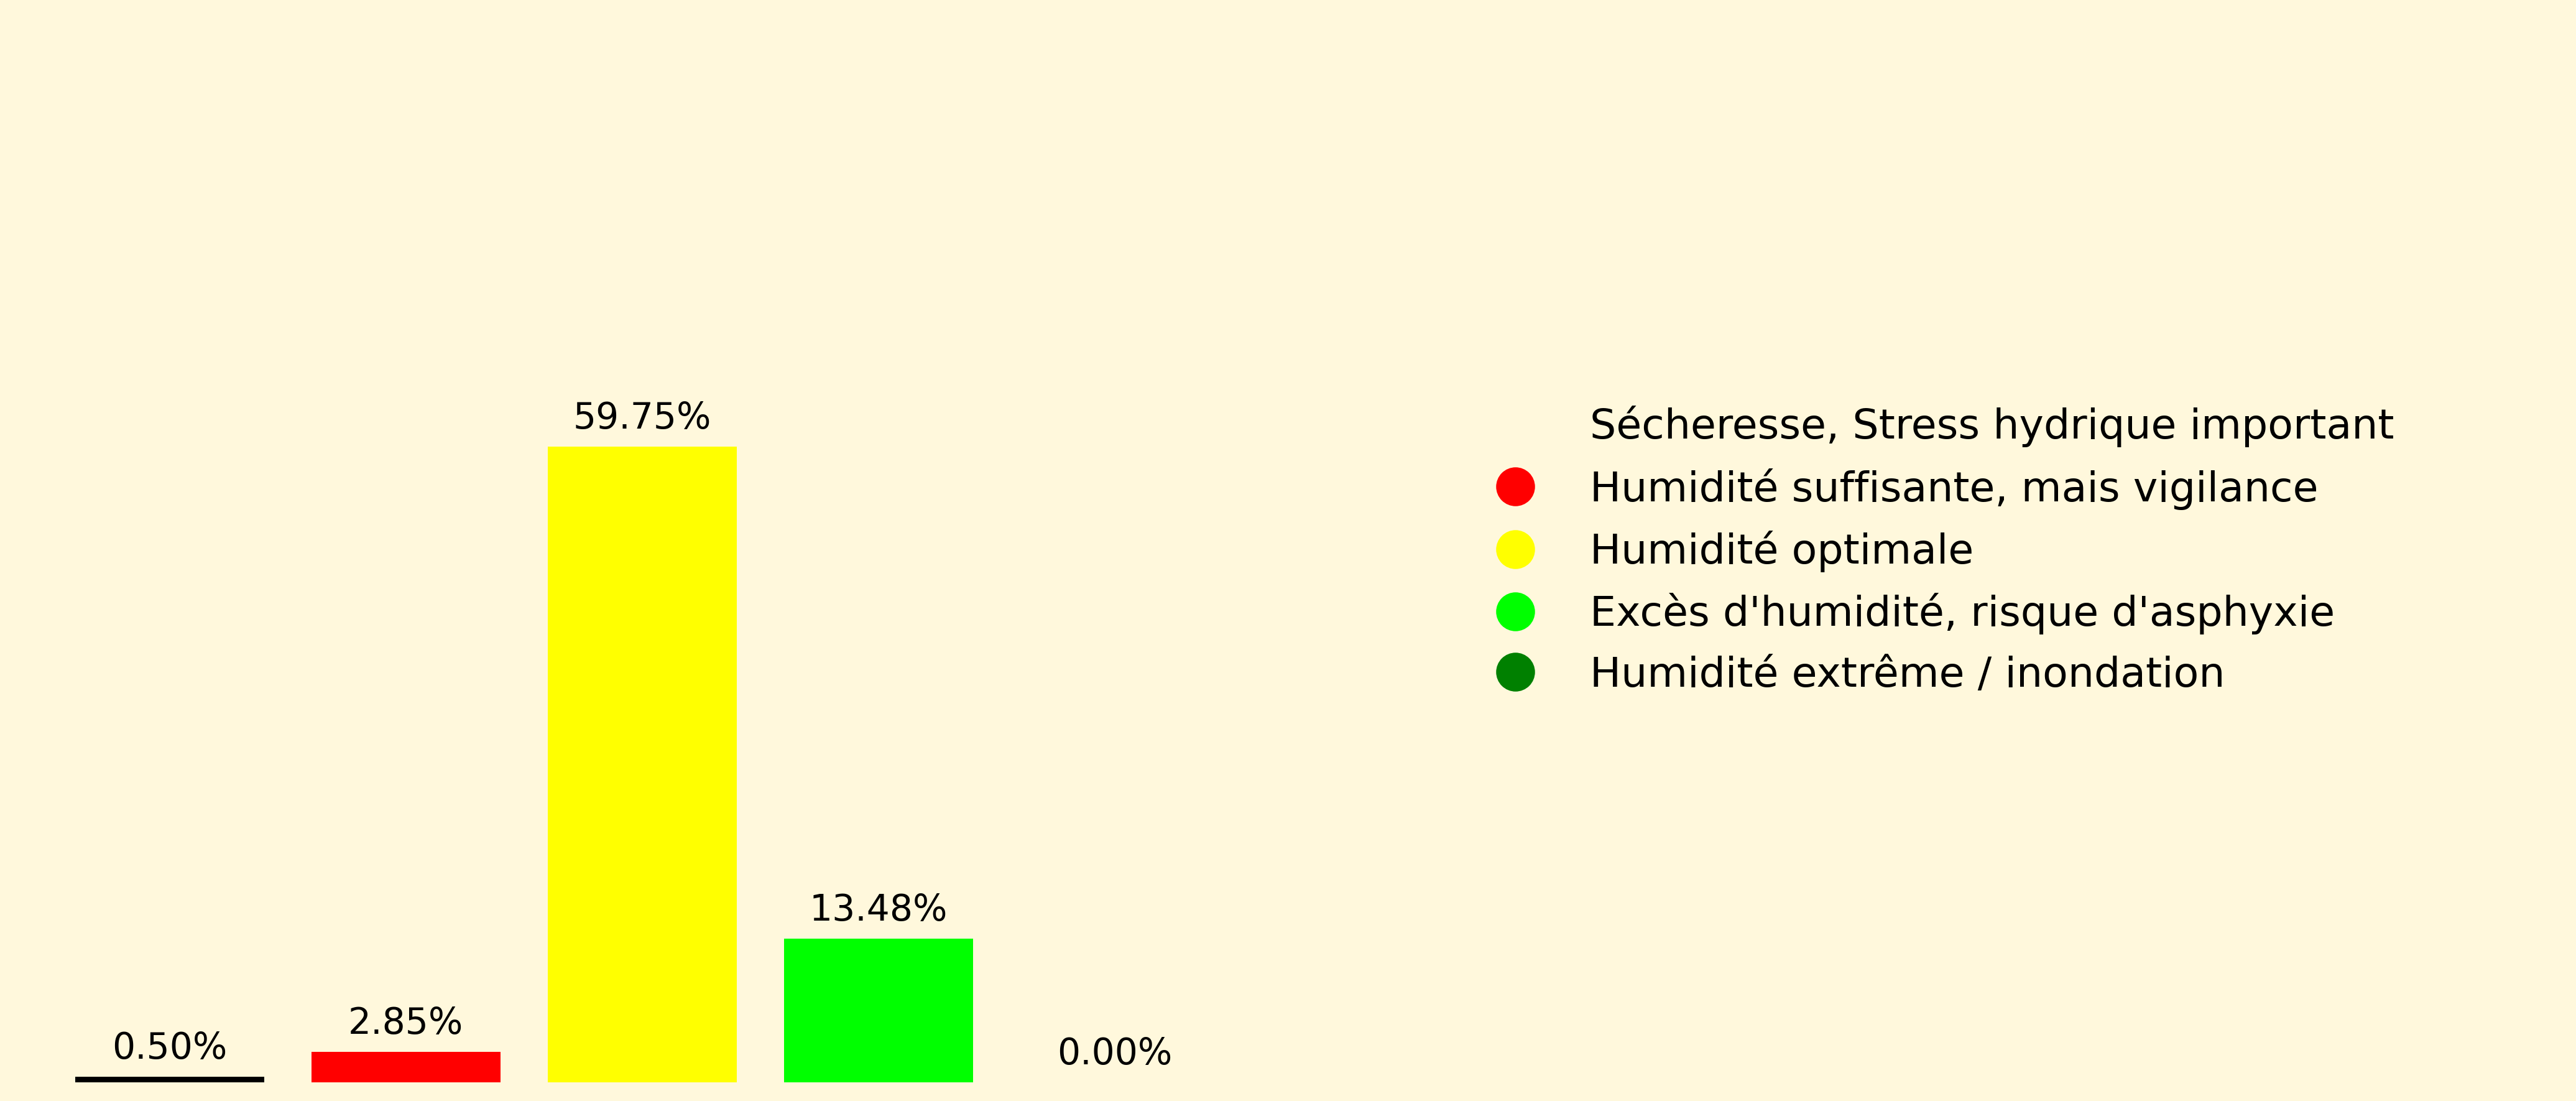 59.75%
13.48%
2.85%
0.50%
0.00%
Sécheresse, Stress hydrique important
Humidité suffisante, mais vigilance
Humidité optimale
Excès d'humidité, risque d'asphyxie
Humidité extrême / inondation